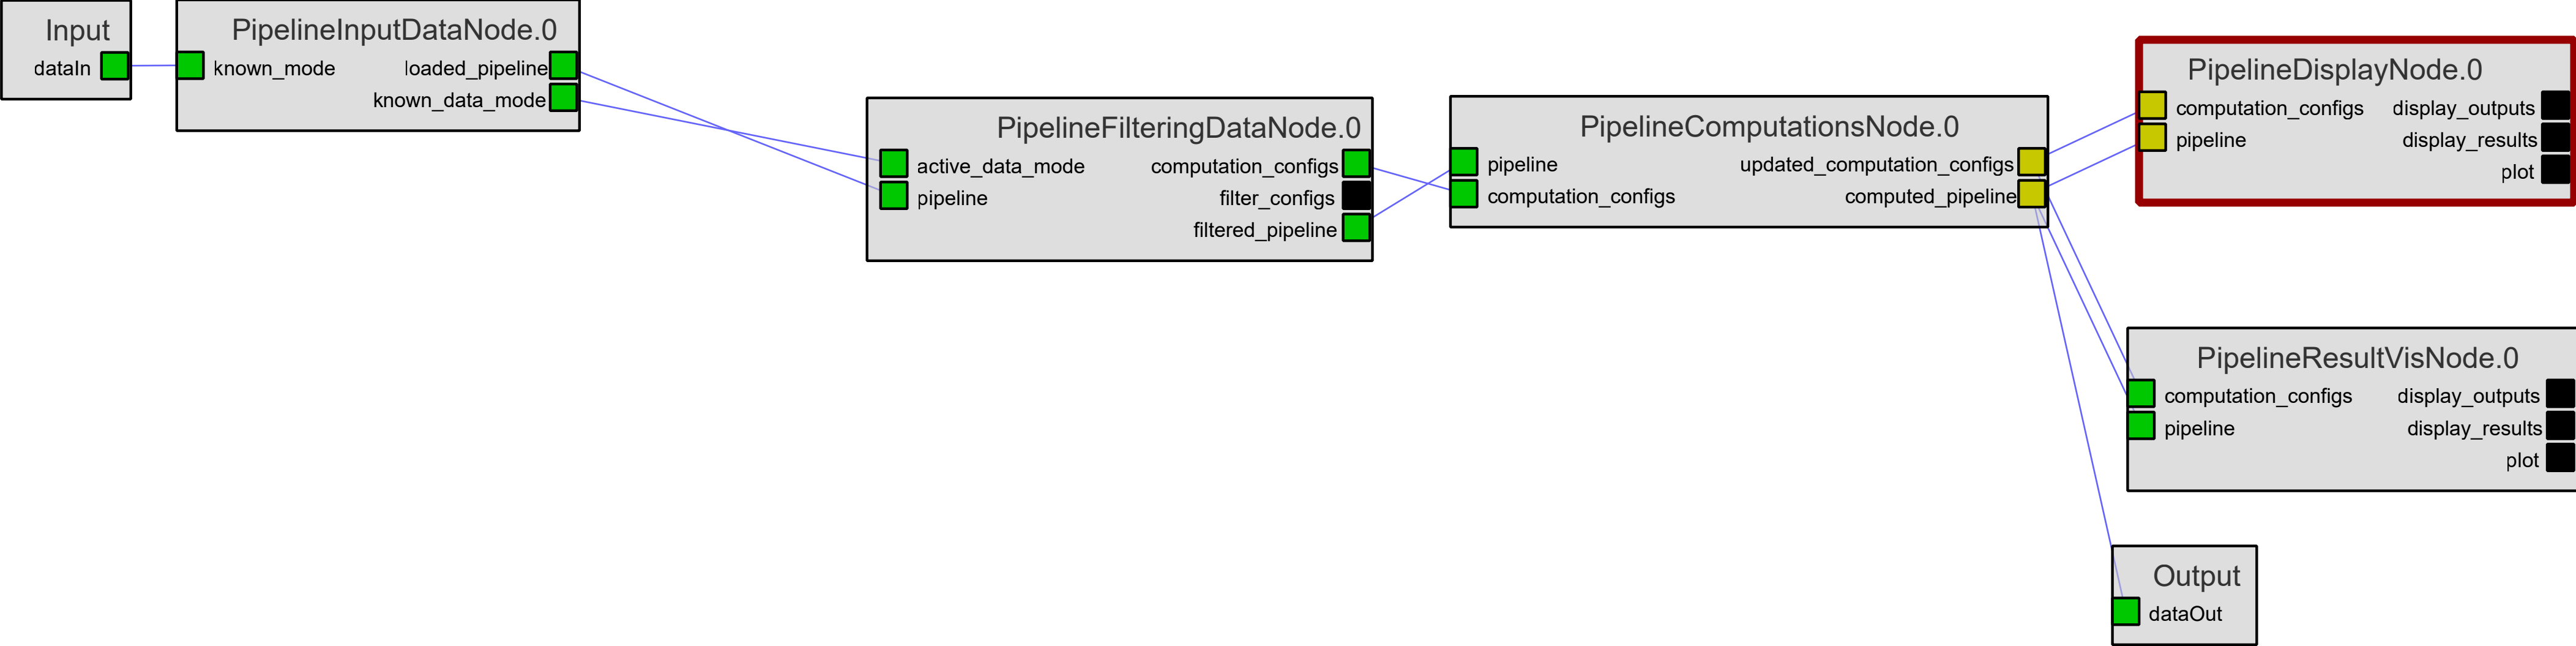 Input
dataIn
PipelineInputDataNode.0
known_mode loaded_pipeline
known_data_mode
PipelineFilteringDataNode.0
active_data_mode computation_configs
pipeline filter_configs
filtered_pipeline
PipelineComputationsNode.0
pipeline updated_computation_configs
computation_configs computed_pipeline
PipelineDisplayNode.0
computation_configs display_outputs
pipeline display_results
plot
PipelineResultVisNode.0
computation_configs display_outputs
pipeline display_results
plot
Output
dataOut